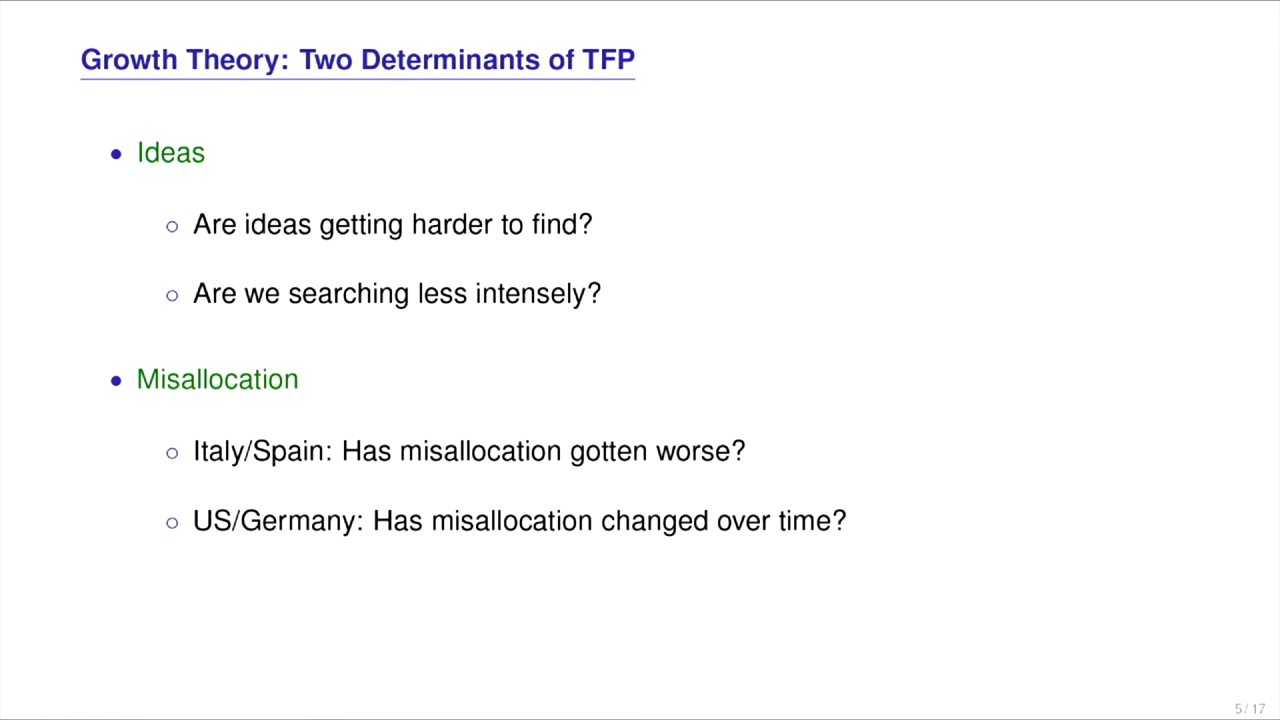 Growth Theory: Two Determinants of TFP
• Ideas
○ Are ideas getting harder to find?
○ Are we searching less intensely?
• Misallocation
○ Italy/Spain: Has misallocation gotten worse?
○ US/Germany: Has misallocation changed over time?
5 / 17